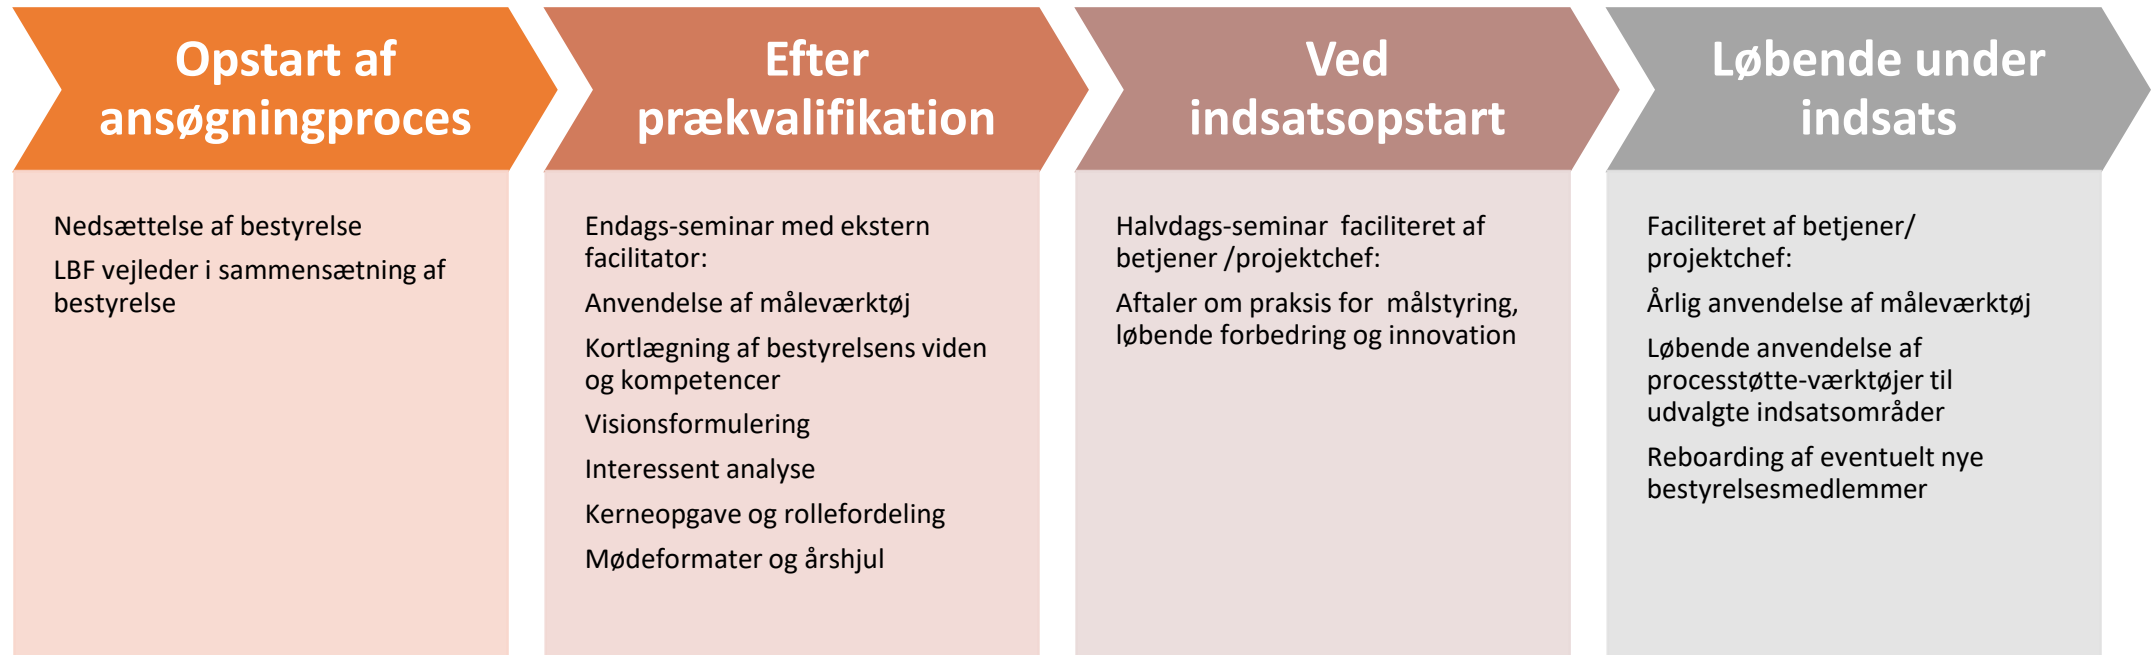 Opstart af
ansøgningproces
Nedsættelse af bestyrelse
LBF vejleder i sammensætning af
bestyrelse
Efter
prækvalifikation
Endags-seminar med ekstern
facilitator:
Anvendelse af måleværktøj
Kortlægning af bestyrelsens viden
og kompetencer
Visionsformulering
Interessent analyse
Kerneopgave og rollefordeling
Mødeformater og årshjul
Ved
indsatsopstart
Halvdags-seminar faciliteret af
betjener /projektchef:
Aftaler om praksis for målstyring,
løbende forbedring og innovation
Løbende under
indsats
Faciliteret af betjener/
projektchef:
Årlig anvendelse af måleværktøj
Løbende anvendelse af
processtøtte-værktøjer til
udvalgte indsatsområder
Reboarding af eventuelt nye
bestyrelsesmedlemmer